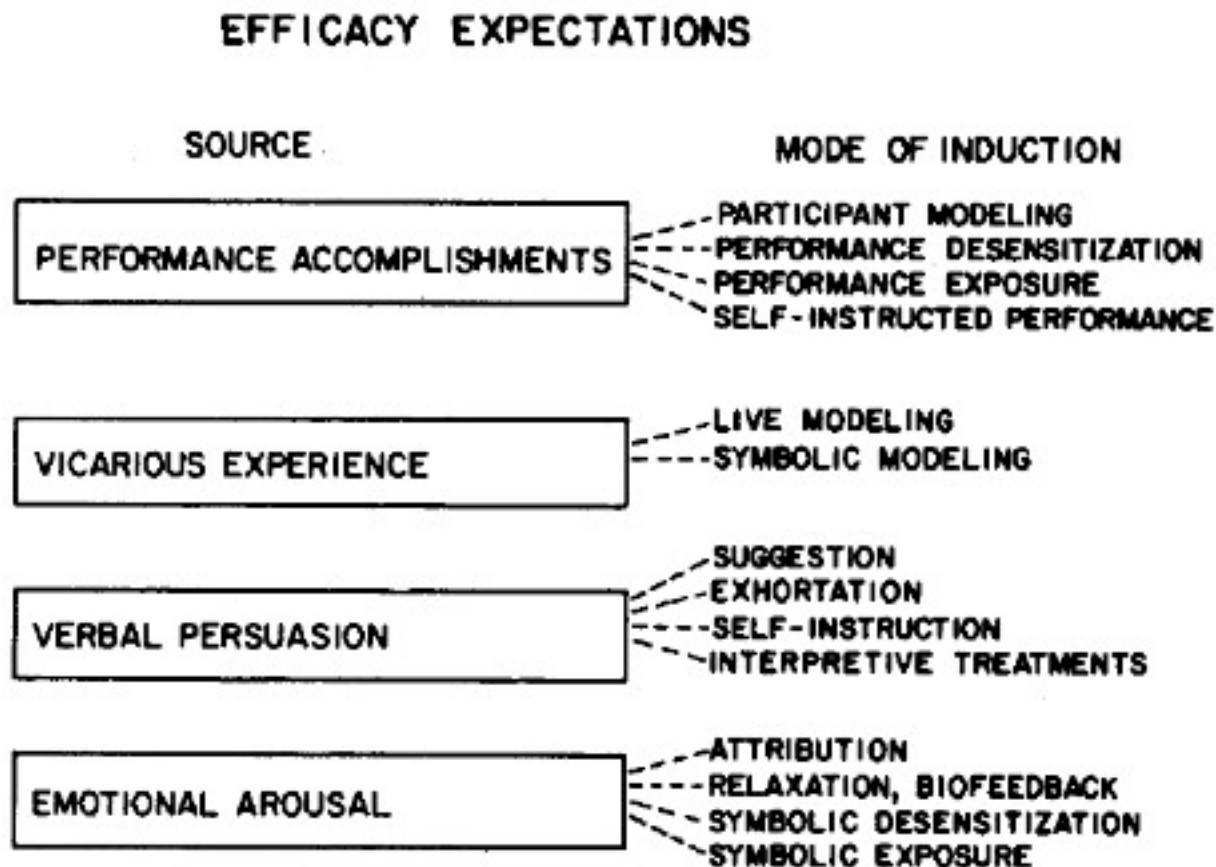 EFFICACY EXPECTATIONS
SOURCE
MODE OF INDUCTION
PERFORMANCE ACCOMPLISHMENTS
PARTICIPANT MODELING
PERFORMANCE DESENSITIZATION
PERFORMANCE EXPOSURE
SELF-INSTRUCTED PERFORMANCE
VICARIOUS EXPERIENCE
LIVE MODELING
SYMBOLIC MODELING
VERBAL PERSUASION
SUGGESTION
EXHORTATION
SELF-INSTRUCTION
INTERPRETIVE TREATMENTS
EMOTIONAL AROUSAL
ATTRIBUTION
RELAXATION, BIOFEEDBACK
SYMBOLIC DESENSITIZATION
SYMBOLIC EXPOSURE